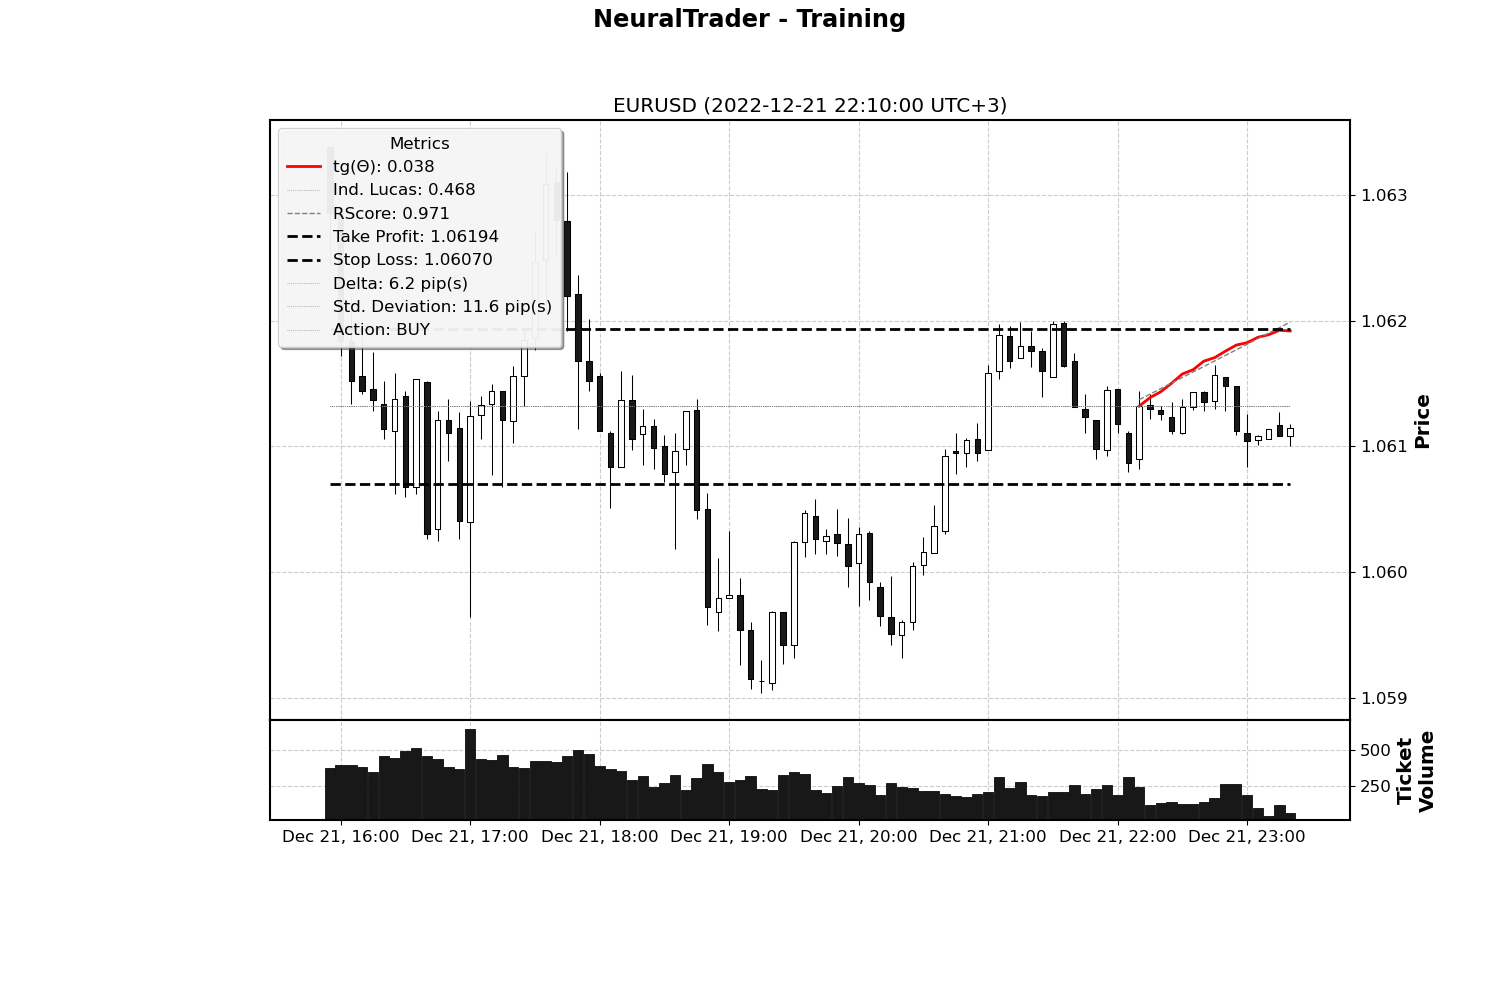 NeuralTrader - Training
EURUSD (2022-12-21 22:10:00 UTC+3)
Metrics
tg(Θ): 0.038
Ind. Lucas: 0.468
RScore: 0.971
Take Profit: 1.06194
Stop Loss: 1.06070
Delta: 6.2 pip(s)
Std. Deviation: 11.6 pip(s)
Action: BUY
1.063
1.062
1.061
1.060
1.059
Price
500
250
Ticket
Volume
Dec 21, 16:00 Dec 21, 17:00 Dec 21, 18:00 Dec 21, 19:00 Dec 21, 20:00 Dec 21, 21:00 Dec 21, 22:00 Dec 21, 23:00